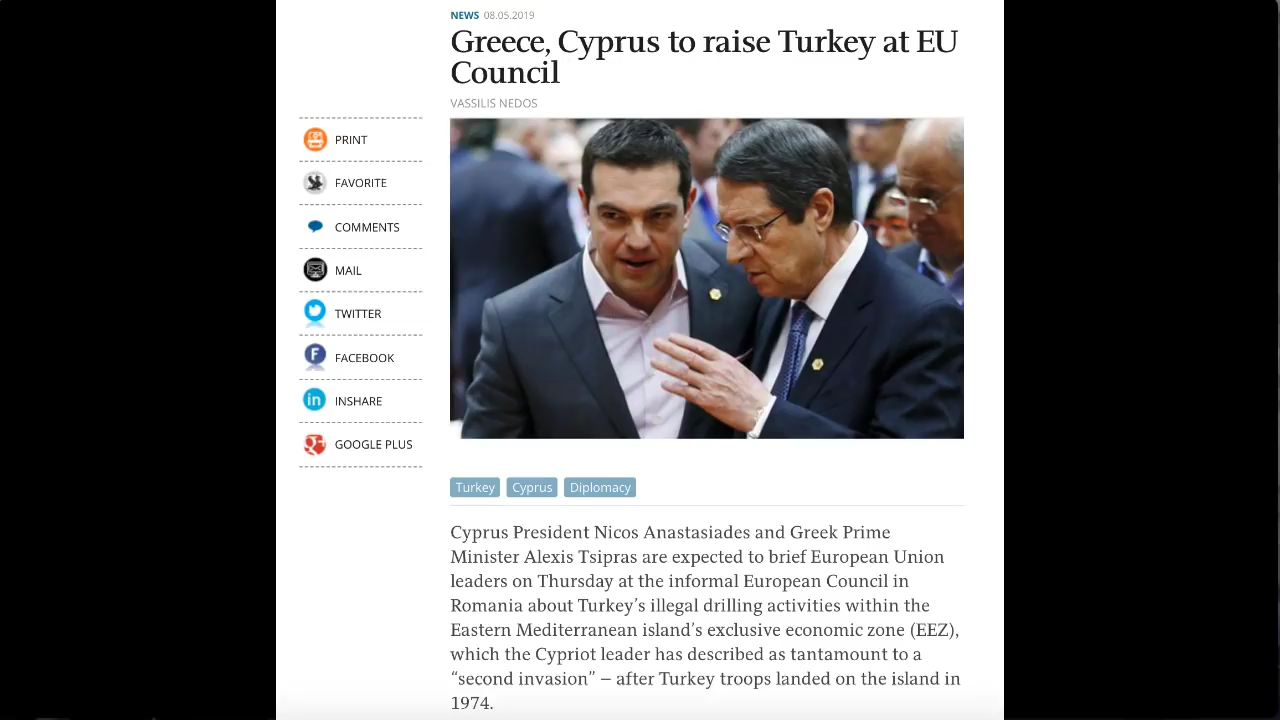 NEWS 08.05.2019
Greece, Cyprus to raise Turkey at EU
Council
VASSILIS NEDOS
PRINT
FAVORITE
COMMENTS
MAIL
TWITTER
FACEBOOK
INSHARE
GOOGLE PLUS
Turkey Cyprus Diplomacy
Cyprus President Nicos Anastasiades and Greek Prime
Minister Alexis Tsipras are expected to brief European Union
leaders on Thursday at the informal European Council in
Romania about Turkey’s illegal drilling activities within the
Eastern Mediterranean island’s exclusive economic zone (EEZ),
which the Cypriot leader has described as tantamount to a
“second invasion” – after Turkey troops landed on the island in
1974.